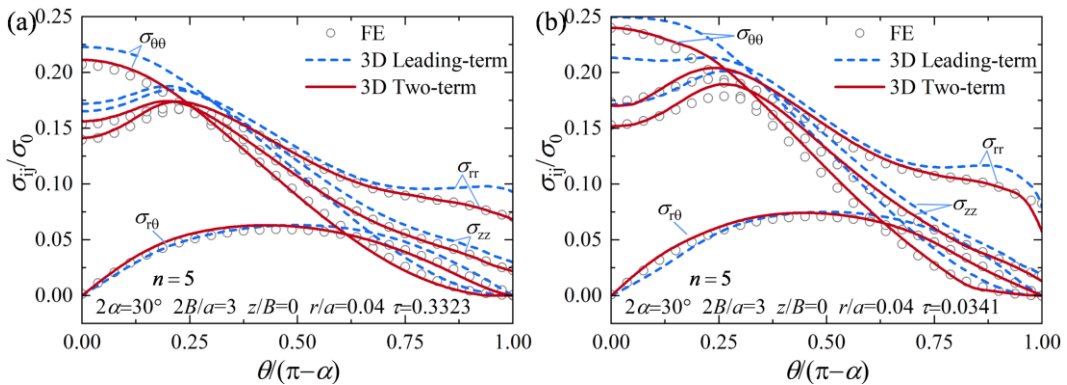 (a)
σθθ
FE
3D Leading-term
3D Two-term
σij/σ0
0.25
0.20
0.15
0.10
0.05
0.00
σrr
σrθ
σzz
n=5
2α=30° 2B/a=3 z/B=0 r/a=0.04 τ=0.3323
0.00 0.25 0.50 0.75 1.00
θ/(π−α)
(b)
σθθ
FE
3D Leading-term
3D Two-term
σij/σ0
0.25
0.20
0.15
0.10
0.05
0.00
σrr
σzz
σrθ
n=5
2α=30° 2B/a=3 z/B=0 r/a=0.04 τ=0.0341
0.00 0.25 0.50 0.75 1.00
θ/(π−α)